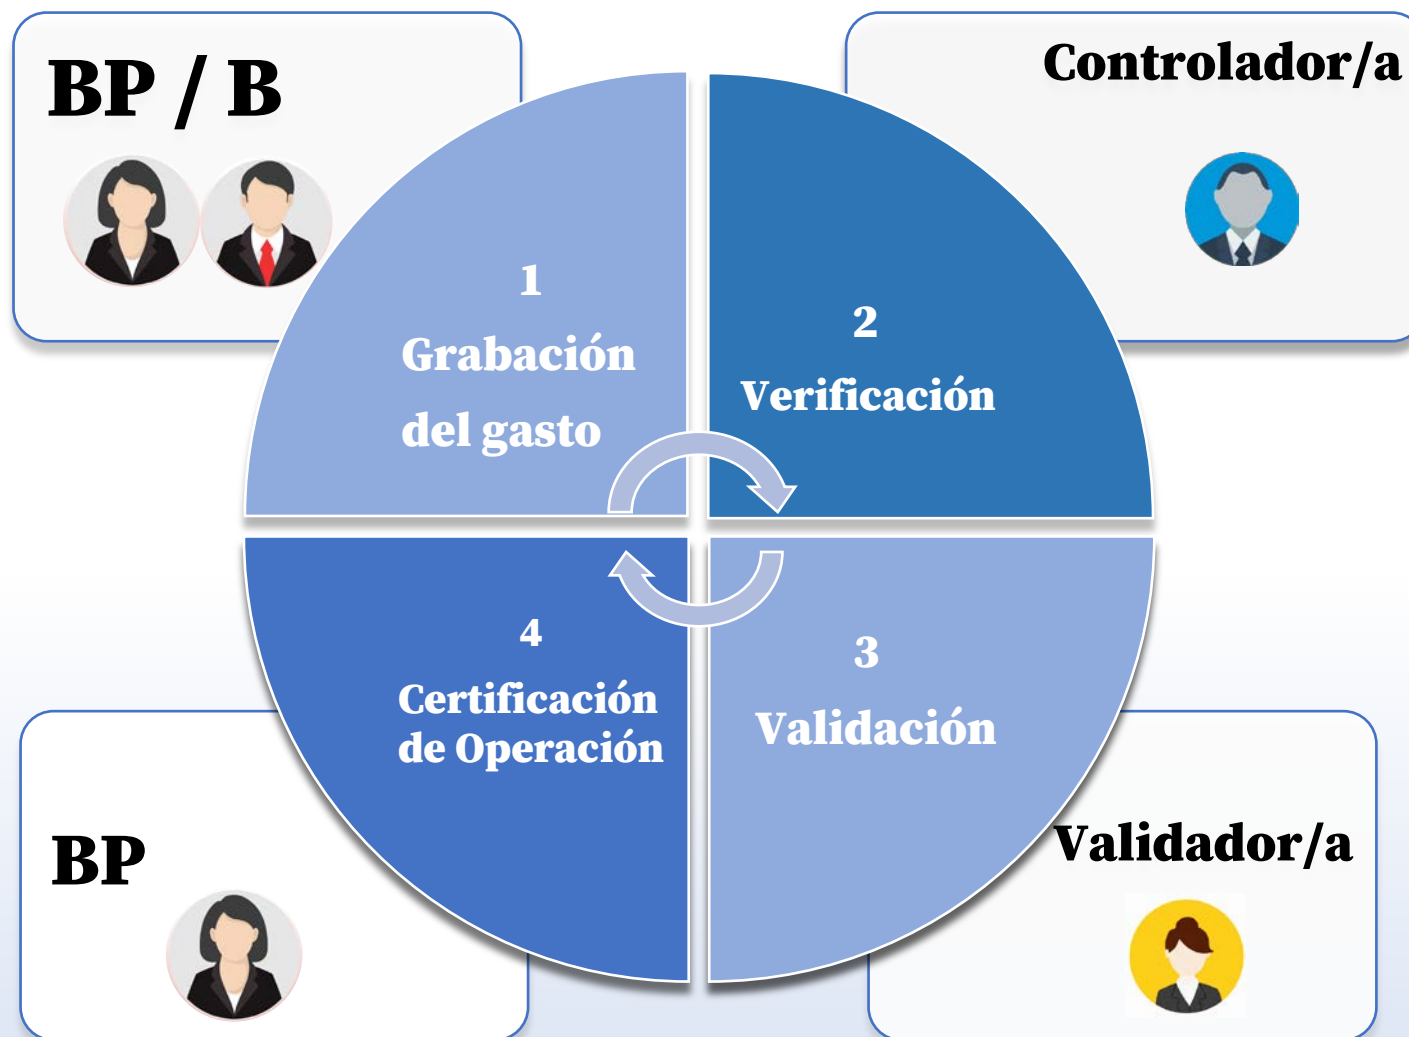 BP / B
1
Grabación
del gasto
Controlador/a
2
Verificación
3
Validación
Validador/a
4
Certificación
de Operación
BP